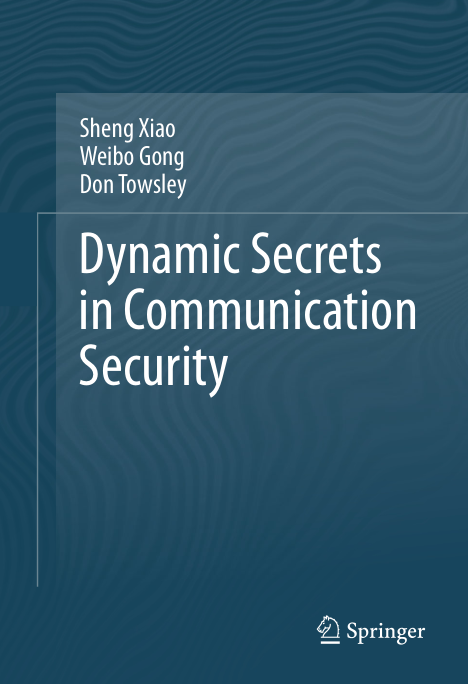 Sheng Xiao
Weibo Gong
Don Towsley
Dynamic Secrets
in Communication
Security
Springer